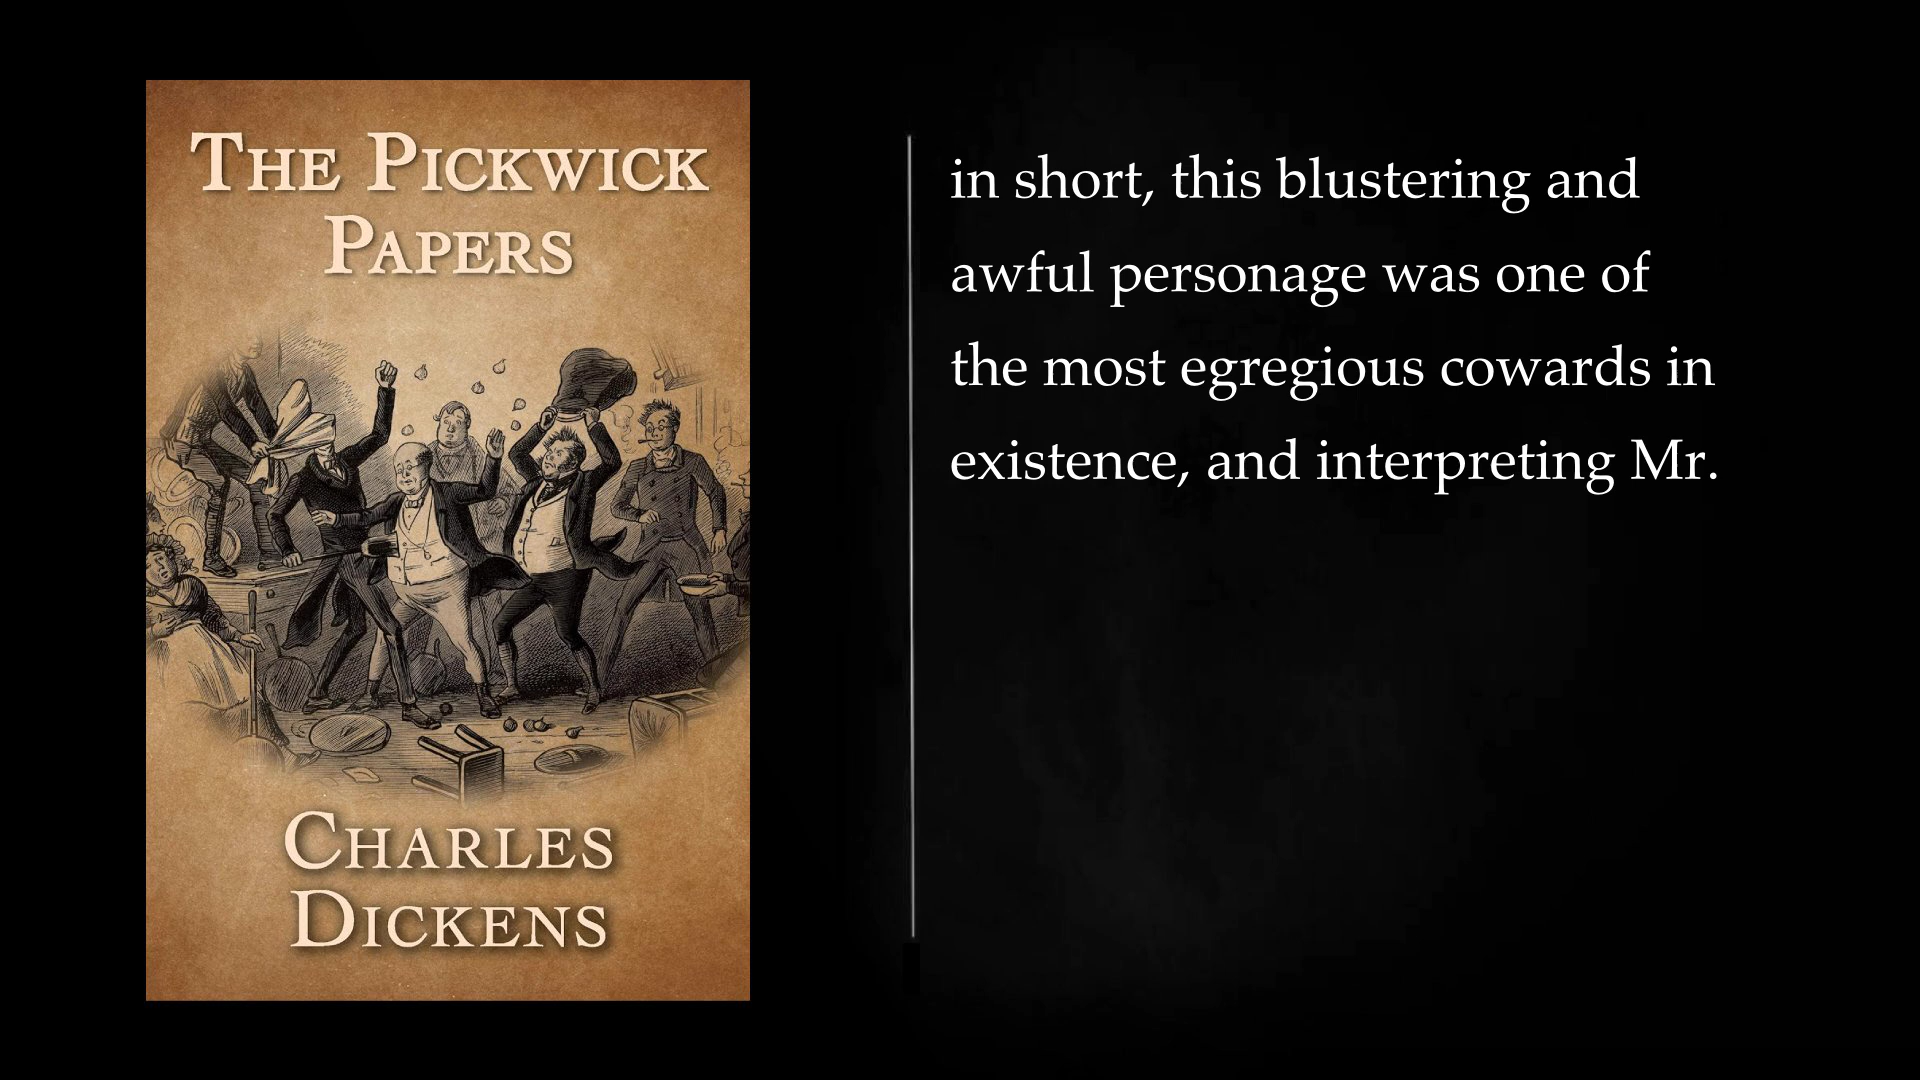 The Pickwick
Papers
Charles
Dickens
in short, this blustering and
awful personage was one of
the most egregious cowards in
existence, and interpreting Mr.